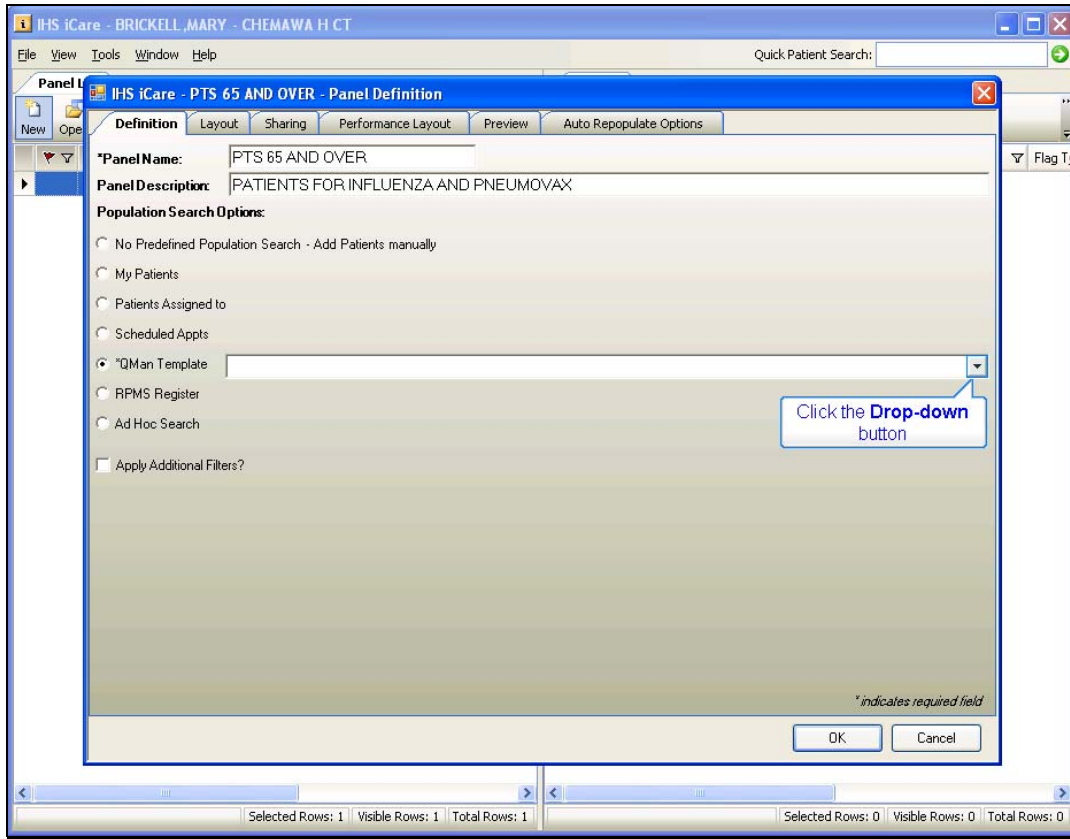 IHS iCare - BRICKELL ,MARY - CHEMAWA H CT
File View Tools Window Help Quick Patient Search:
Panel L
IHS iCare - PTS 65 AND OVER - Panel Definition
New Ope
Definition Layout Sharing Performance Layout Preview Auto Repopulate Options
*Panel Name: PTS 65 AND OVER
Flag T
Panel Description: PATIENTS FOR INFLUENZA AND PNEUMOVAX
Population Search Options:
No Predefined Population Search - Add Patients manually
My Patients
Patients Assigned to
Scheduled Appts
*QMan Template
RPMS Register
Click the Drop-down
button
Ad Hoc Search
Apply Additional Filters?
* indicates required field
OK Cancel
Selected Rows: 1 Visible Rows: 1 Total Rows: 1 Selected Rows: 0 Visible Rows: 0 Total Rows: 0